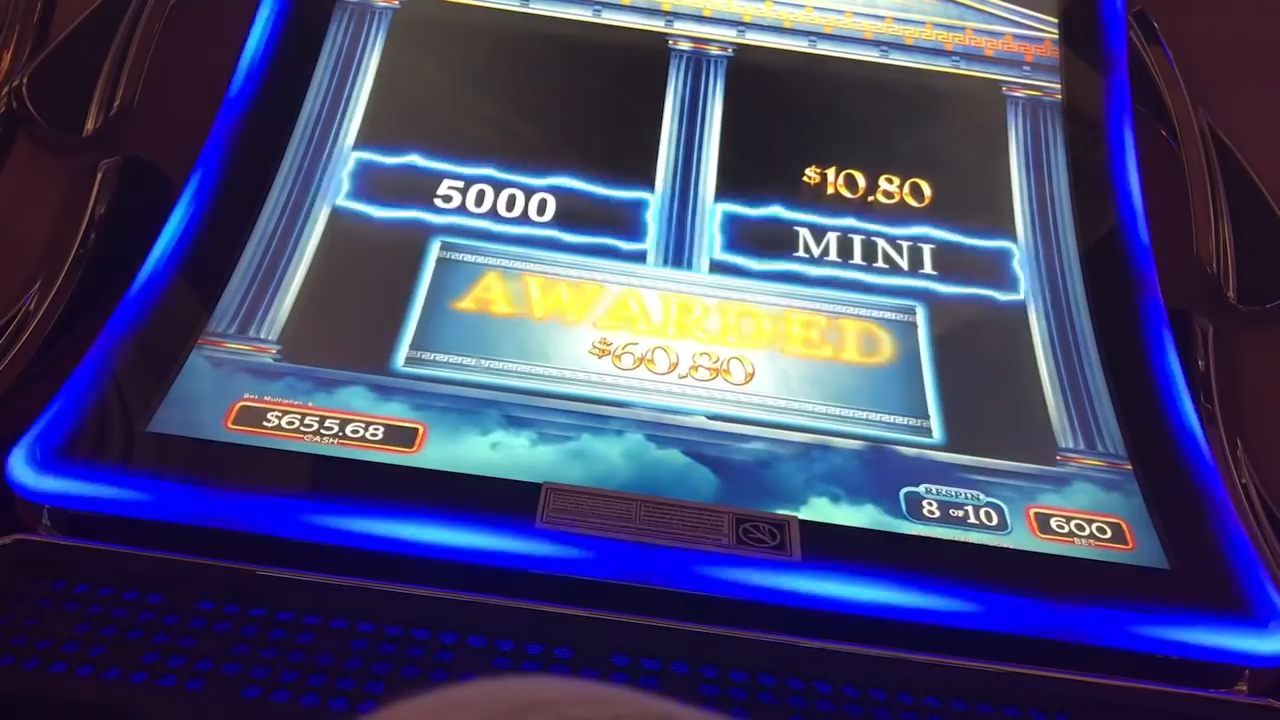 5000
$10.80
MINI
AWARDED
$60.80
$655.68
CASH
RESPIN
8 OF 10
600
BET